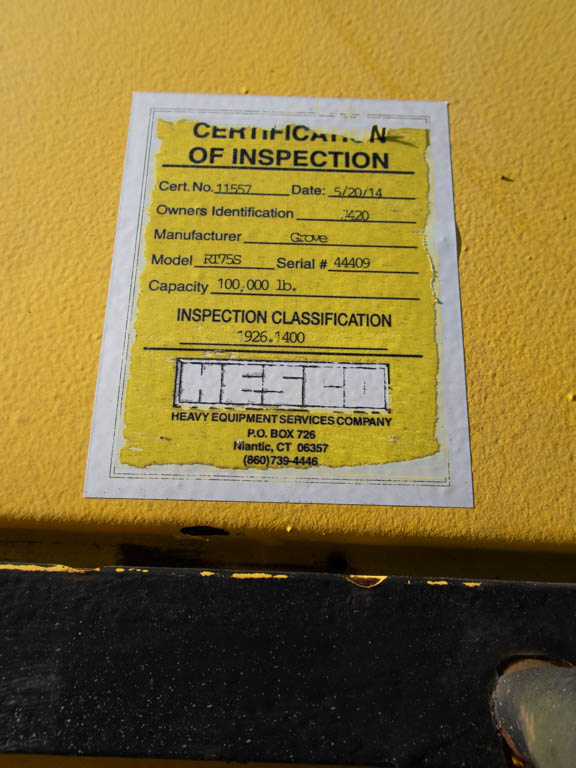 CERTIFICATION
OF INSPECTION
Cert. No. 11557 Date: 5/20/14
Owners Identification 420
Manufacturer Grove
Model RT75S Serial # 44409
Capacity 100,000 lb.
INSPECTION CLASSIFICATION
1926.1400
HESCO
HEAVY EQUIPMENT SERVICES COMPANY
P.O. BOX 726
Niantic, CT 06357
(860)739-4446